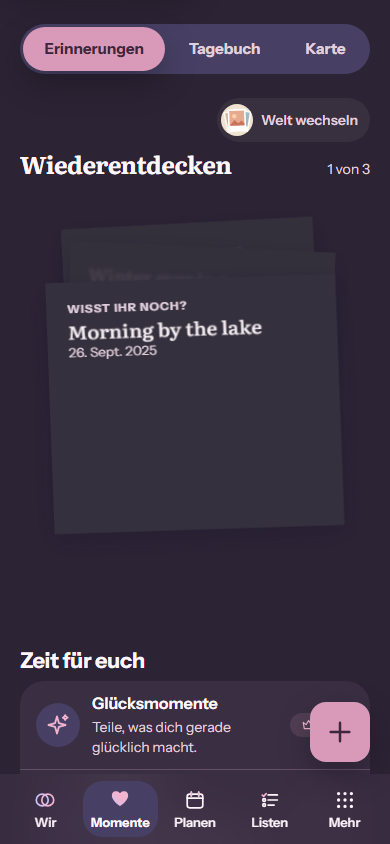 Erinnerungen
Tagebuch
Karte
Welt wechseln
Wiederentdecken
1 von 3
WISST IHR NOCH?
Morning by the lake
26. Sept. 2025
Zeit für euch
Glücksmomente
Teile, was dich gerade
glücklich macht.
Wir
Momente
Planen
Listen
Mehr